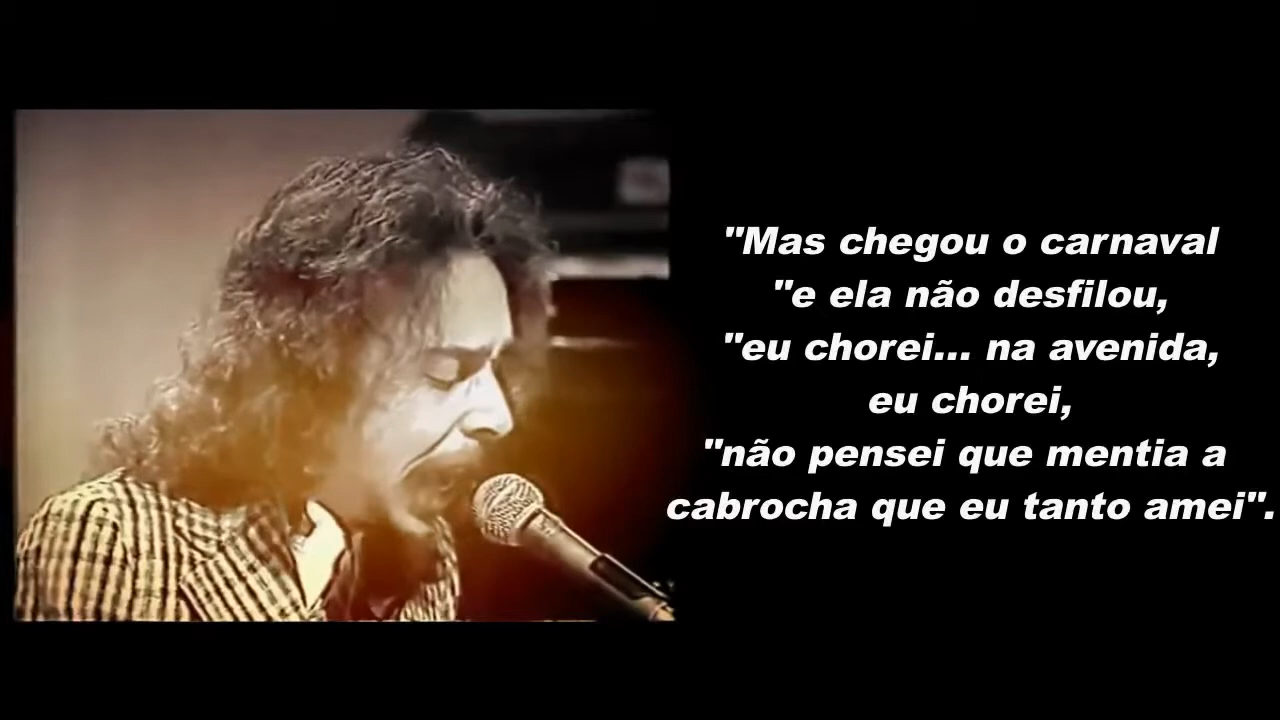 "Mas chegou o carnaval
"e ela não desfilou,
"eu chorei... na avenida,
eu chorei,
"não pensei que mentia a
cabrocha que eu tanto amei".